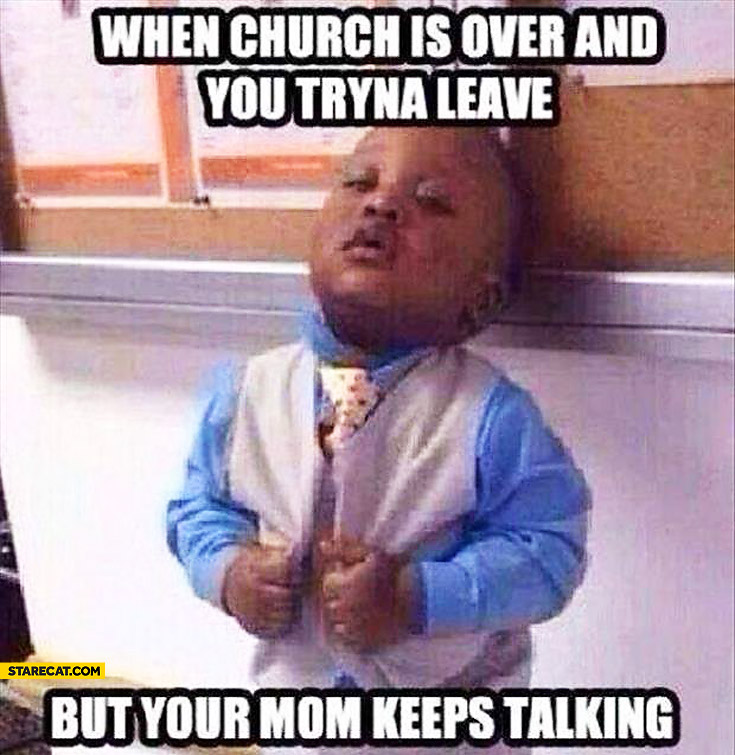 WHEN CHURCH IS OVER AND
YOU TRYNA LEAVE
STARECAT.COM
BUT YOUR MOM KEEPS TALKING